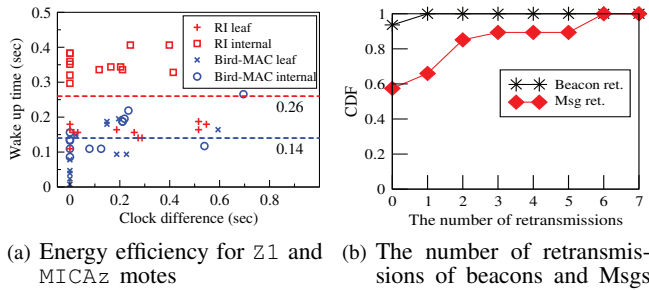 0.5
0.4
0.3
0.2
0.1
0
Wake up time (sec)
RI leaf
RI internal
Bird-MAC leaf
Bird-MAC internal
0.26
0.14
0 0.2 0.4 0.6 0.8
Clock difference (sec)
(a) Energy efficiency for Z1 and
MICAz motes
1
0.8
0.6
0.4
0.2
0
CDF
Beacon ret.
Msg ret.
0 1 2 3 4 5 6 7
The number of retransmissions
(b) The number of retransmis-
sions of beacons and Msgs